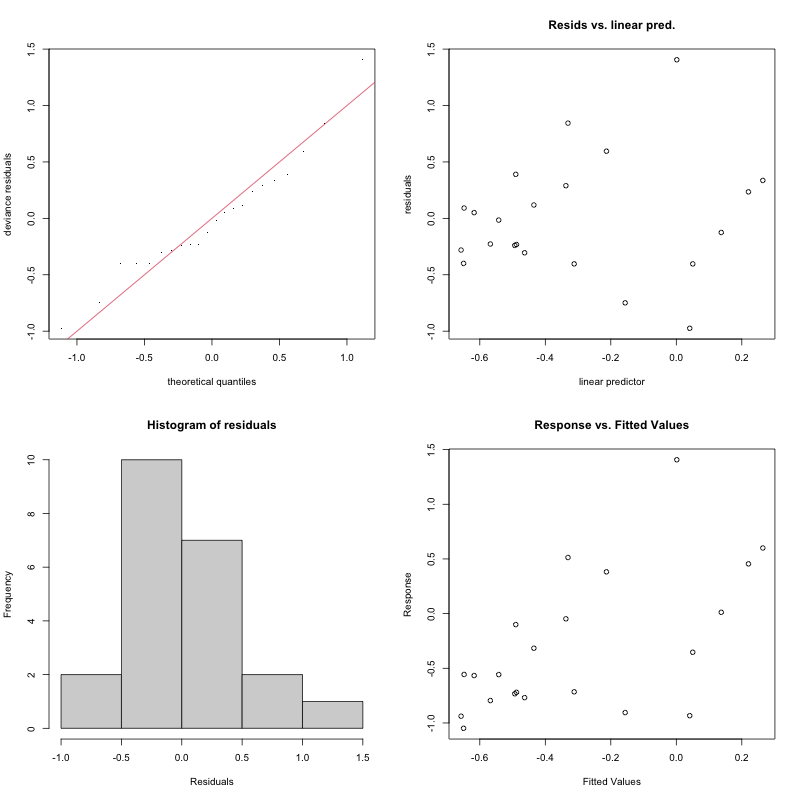 1.5
1.0
0.5
0.0
-0.5
-1.0
deviance residuals
-1.0 -0.5 0.0 0.5 1.0
theoretical quantiles
Resids vs. linear pred.
1.5
1.0
0.5
0.0
-0.5
-1.0
residuals
-0.6 -0.4 -0.2 0.0 0.2
linear predictor
Histogram of residuals
10
8
6
4
2
0
Frequency
-1.0 -0.5 0.0 0.5 1.0 1.5
Residuals
Response vs. Fitted Values
1.5
1.0
0.5
0.0
-0.5
-1.0
Response
-0.6 -0.4 -0.2 0.0 0.2
Fitted Values